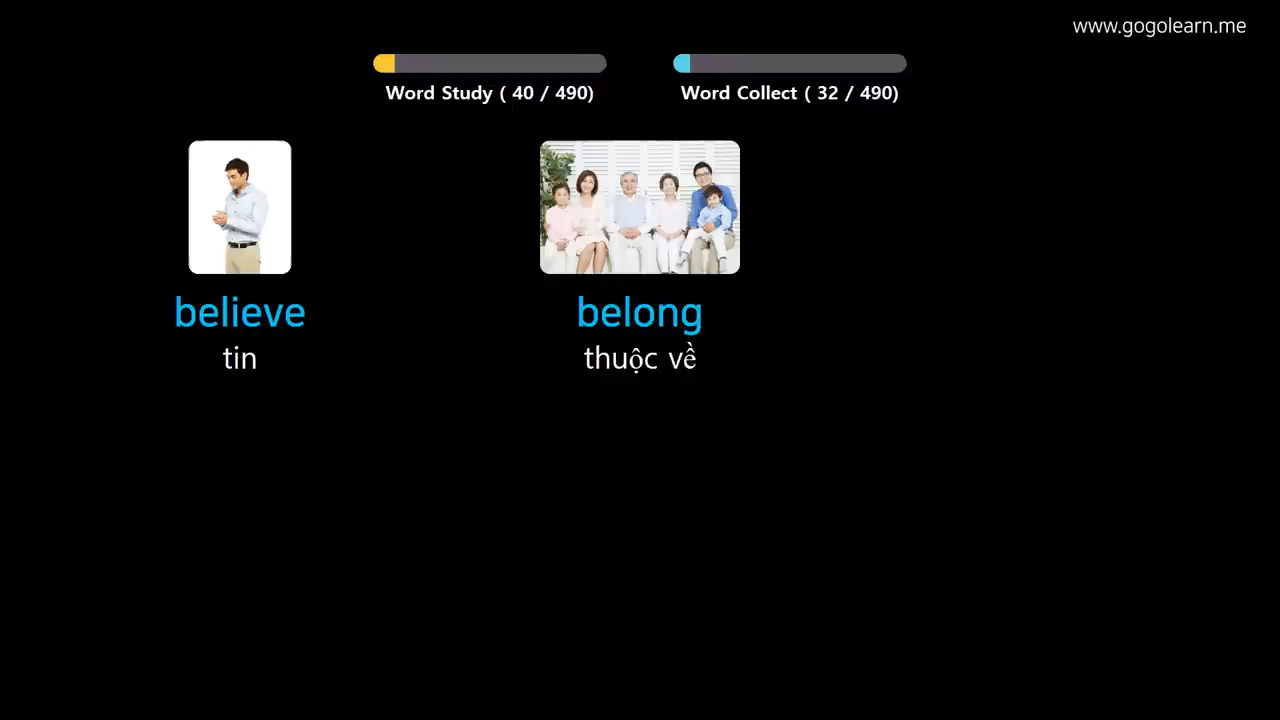 www.gogolearn.me
Word Study ( 40 / 490)
Word Collect ( 32 / 490)
believe
tin
belong
thuộc về